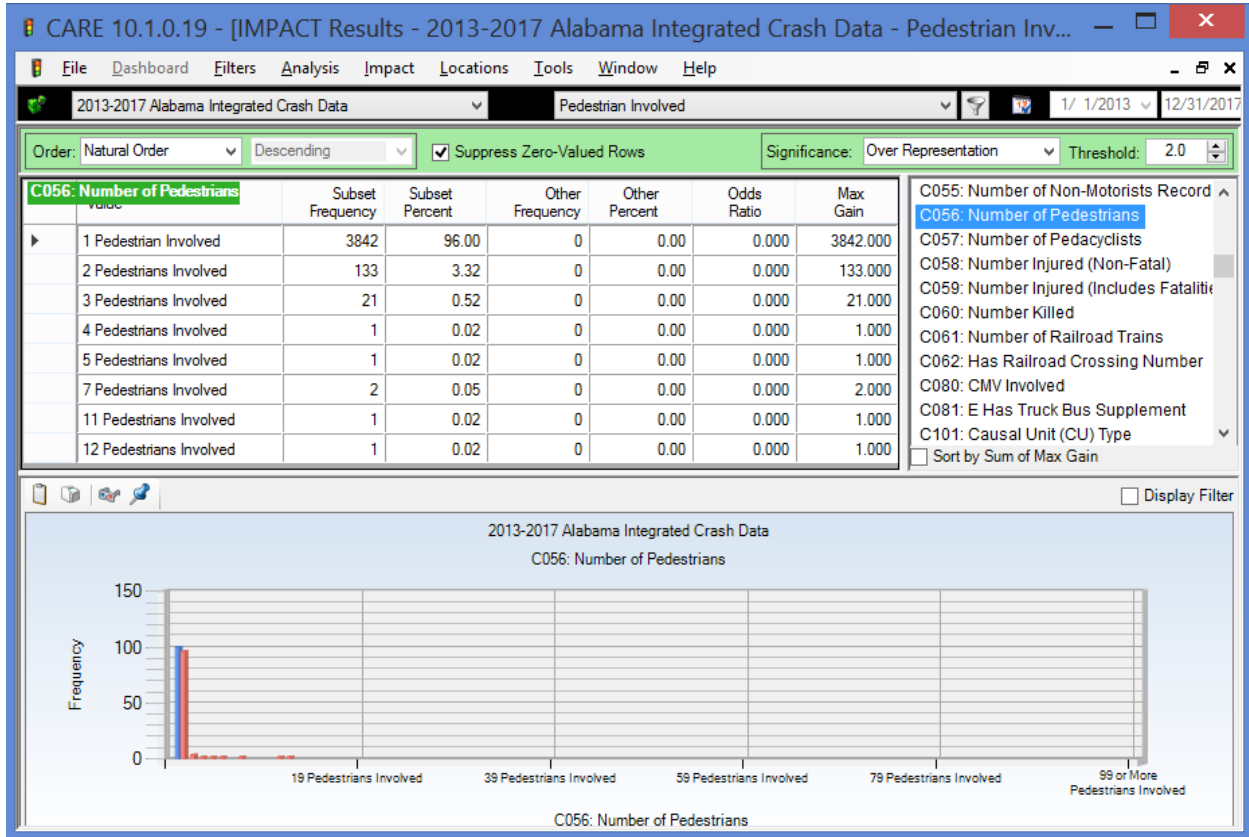 CARE 10.1.0.19 - [IMPACT Results - 2013-2017 Alabama Integrated Crash Data - Pedestrian Inv...
File Dashboard Filters Analysis Impact Locations Tools Window Help
2013-2017 Alabama Integrated Crash Data Pedestrian Involved 1/ 1/2013 12/31/2017
Order: Natural Order Descending Suppress Zero-Valued Rows Significance: Over Representation Threshold: 2.0
C056: Number of Pedestrians Subset Frequency Subset Percent Other Frequency Other Percent Odds Ratio Max Gain
1 Pedestrian Involved 3842 96.00 0 0.00 0.000 3842.000
2 Pedestrians Involved 133 3.32 0 0.00 0.000 133.000
3 Pedestrians Involved 21 0.52 0 0.00 0.000 21.000
4 Pedestrians Involved 1 0.02 0 0.00 0.000 1.000
5 Pedestrians Involved 1 0.02 0 0.00 0.000 1.000
7 Pedestrians Involved 2 0.05 0 0.00 0.000 2.000
11 Pedestrians Involved 1 0.02 0 0.00 0.000 1.000
12 Pedestrians Involved 1 0.02 0 0.00 0.000 1.000
C055: Number of Non-Motorists Record
C056: Number of Pedestrians
C057: Number of Pedacyclists
C058: Number Injured (Non-Fatal)
C059: Number Injured (Includes Fatalitie
C060: Number Killed
C061: Number of Railroad Trains
C062: Has Railroad Crossing Number
C080: CMV Involved
C081: E Has Truck Bus Supplement
C101: Causal Unit (CU) Type
Sort by Sum of Max Gain
Display Filter
2013-2017 Alabama Integrated Crash Data
C056: Number of Pedestrians
Frequency
150
100
50
0
19 Pedestrians Involved 39 Pedestrians Involved 59 Pedestrians Involved 79 Pedestrians Involved 99 or More
Pedestrians Involved
C056: Number of Pedestrians